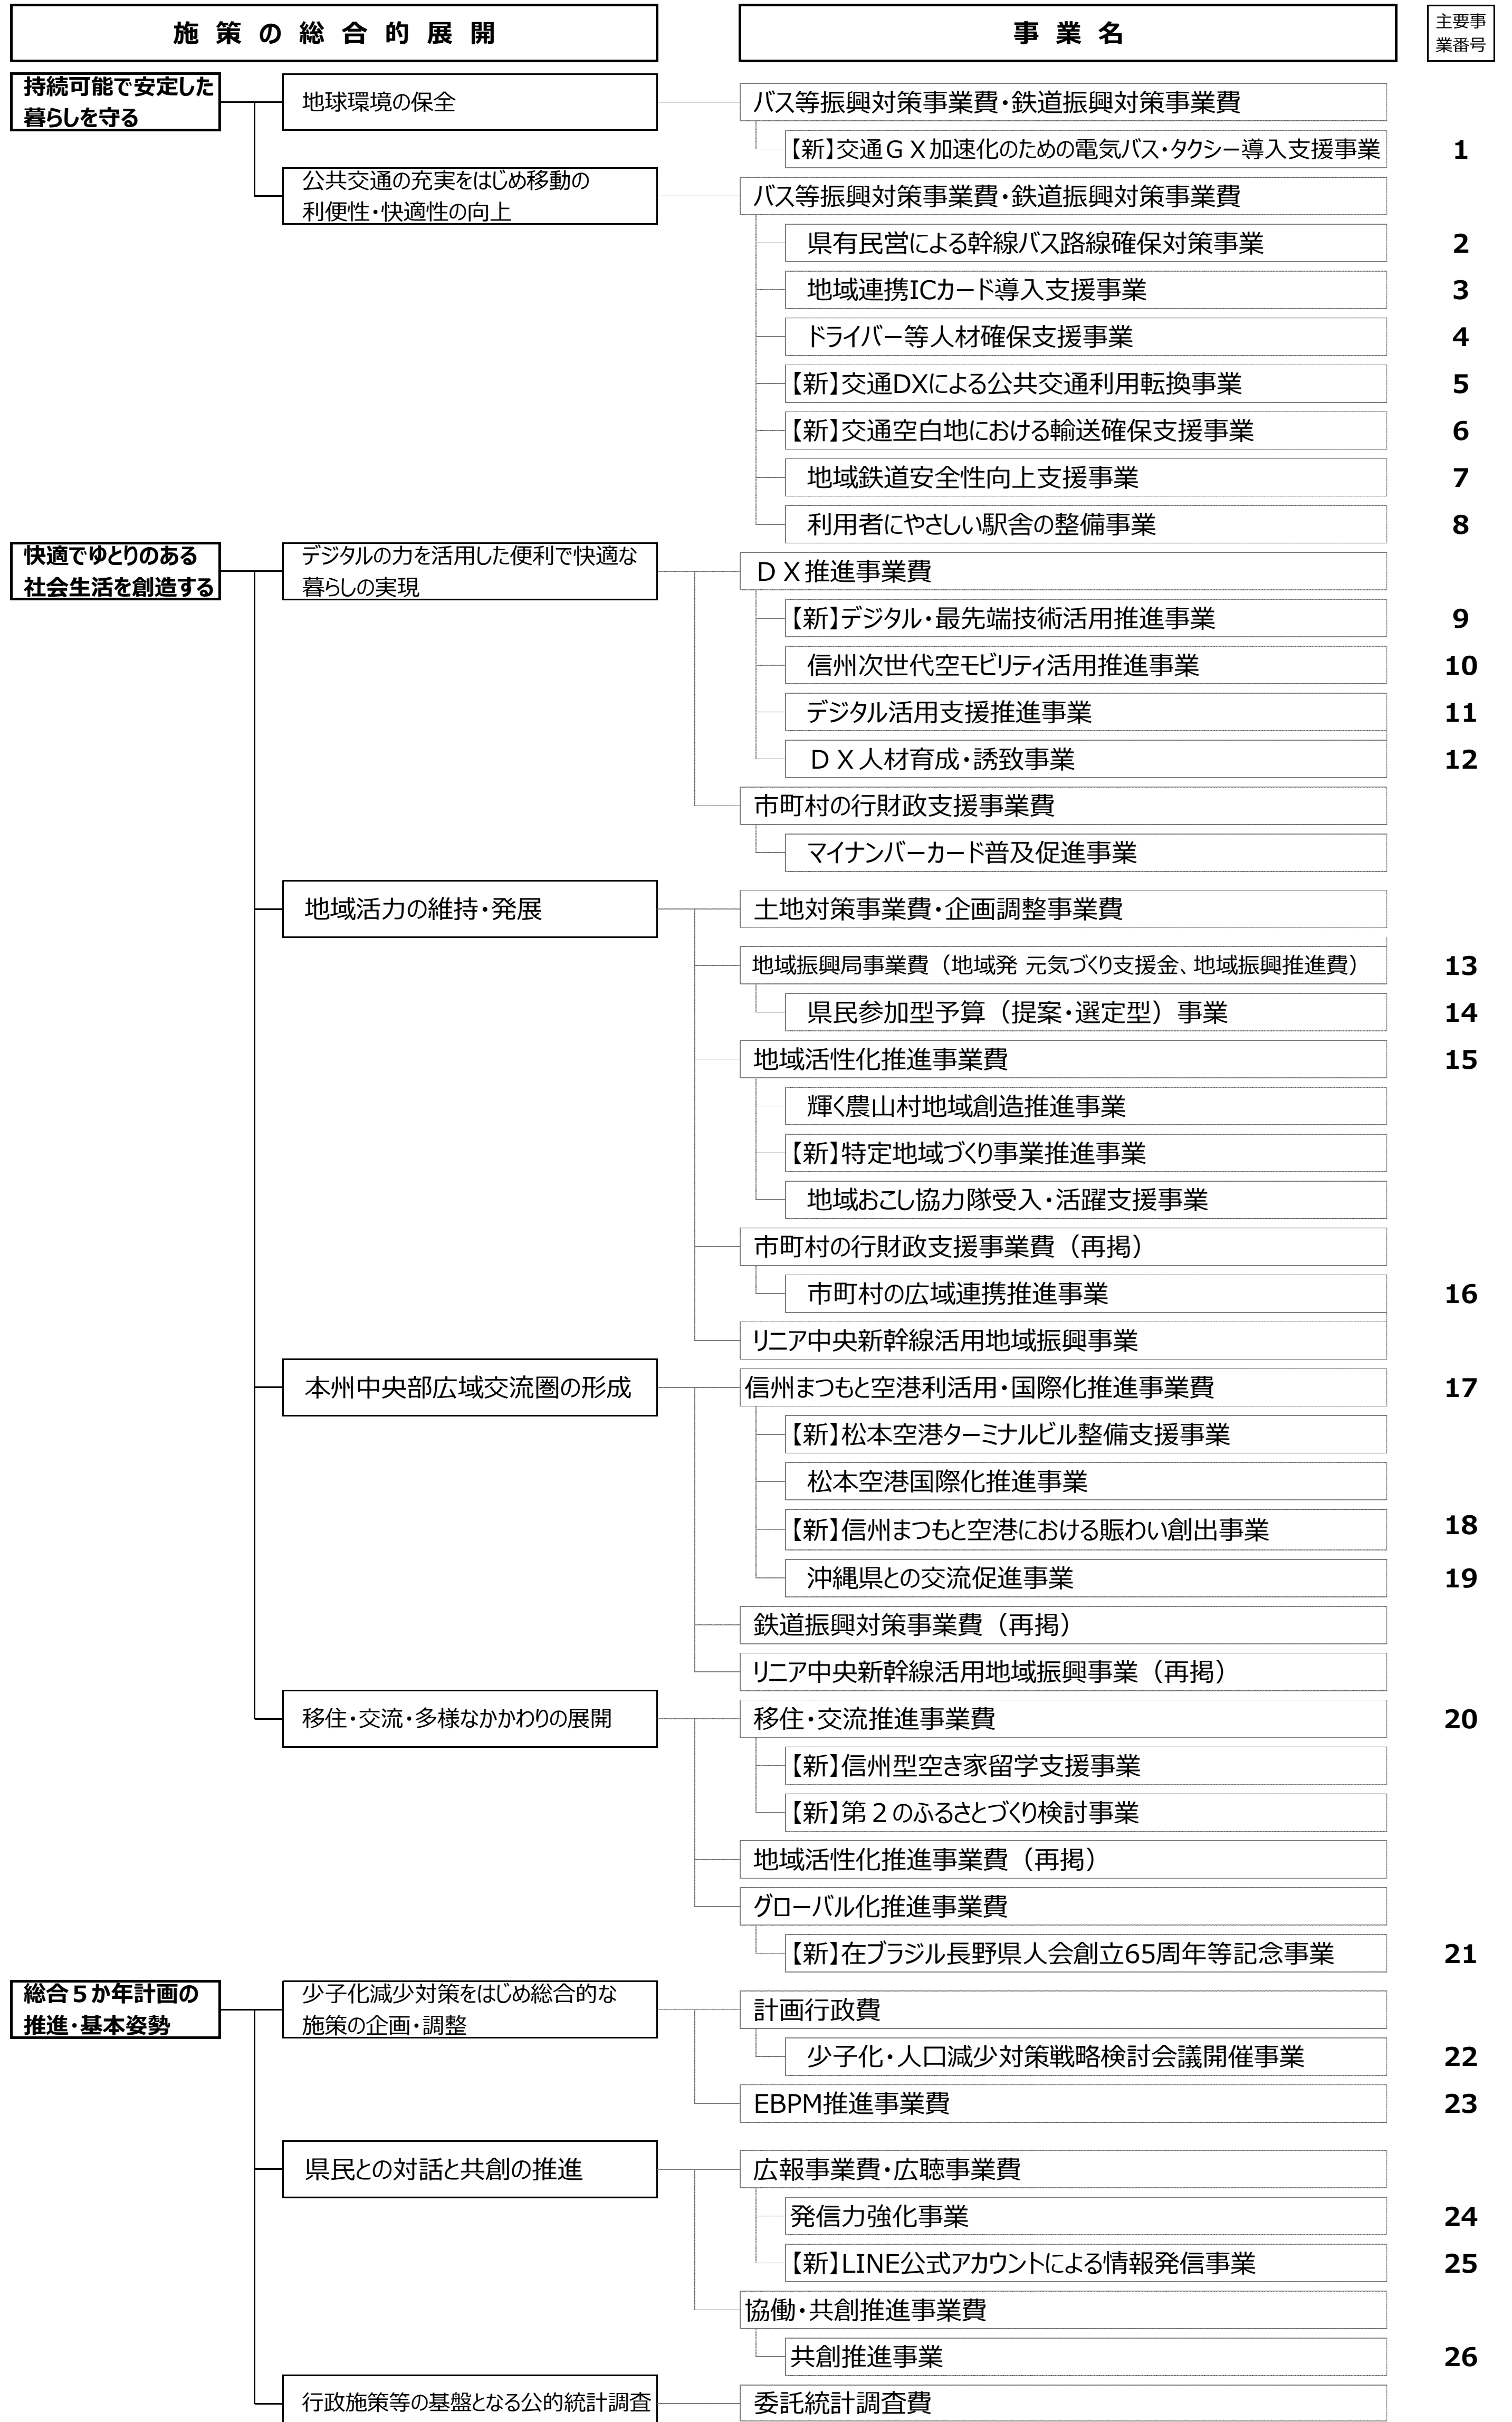 施策の総合的展開
事業名
主要事
業番号
持続可能で安定した
暮らしを守る
地球環境の保全
バス等振興対策事業費・鉄道振興対策事業費
【新】交通ＧＸ加速化のための電気バス・タクシー導入支援事業
1
公共交通の充実をはじめ移動の
利便性・快適性の向上
バス等振興対策事業費・鉄道振興対策事業費
県有民営による幹線バス路線確保対策事業
2
地域連携ICカード導入支援事業
3
ドライバー等人材確保支援事業
4
【新】交通DXによる公共交通利用転換事業
5
【新】交通空白地における輸送確保支援事業
6
地域鉄道安全性向上支援事業
7
利用者にやさしい駅舎の整備事業
8
快適でゆとりのある
社会生活を創造する
デジタルの力を活用した便利で快適な
暮らしの実現
ＤＸ推進事業費
【新】デジタル・最先端技術活用推進事業
9
信州次世代空モビリティ活用推進事業
10
デジタル活用支援推進事業
11
ＤＸ人材育成・誘致事業
12
市町村の行財政支援事業費
マイナンバーカード普及促進事業
地域活力の維持・発展
土地対策事業費・企画調整事業費
地域振興局事業費（地域発 元気づくり支援金、地域振興推進費）
13
県民参加型予算（提案・選定型）事業
14
地域活性化推進事業費
15
輝く農山村地域創造推進事業
【新】特定地域づくり事業推進事業
地域おこし協力隊受入・活躍支援事業
市町村の行財政支援事業費（再掲）
市町村の広域連携推進事業
16
リニア中央新幹線活用地域振興事業
本州中央部広域交流圏の形成
信州まつもと空港利活用・国際化推進事業費
17
【新】松本空港ターミナルビル整備支援事業
松本空港国際化推進事業
【新】信州まつもと空港における賑わい創出事業
18
沖縄県との交流促進事業
19
鉄道振興対策事業費（再掲）
リニア中央新幹線活用地域振興事業（再掲）
移住・交流・多様なかかわりの展開
移住・交流推進事業費
20
【新】信州型空き家留学支援事業
【新】第２のふるさとづくり検討事業
地域活性化推進事業費（再掲）
グローバル化推進事業費
【新】在ブラジル長野県人会創立65周年等記念事業
21
総合５か年計画の
推進・基本姿勢
少子化減少対策をはじめ総合的な
施策の企画・調整
計画行政費
少子化・人口減少対策戦略検討会議開催事業
22
EBPM推進事業費
23
県民との対話と共創の推進
広報事業費・広聴事業費
発信力強化事業
24
【新】LINE公式アカウントによる情報発信事業
25
協働・共創推進事業費
共創推進事業
26
行政施策等の基盤となる公的統計調査
委託統計調査費